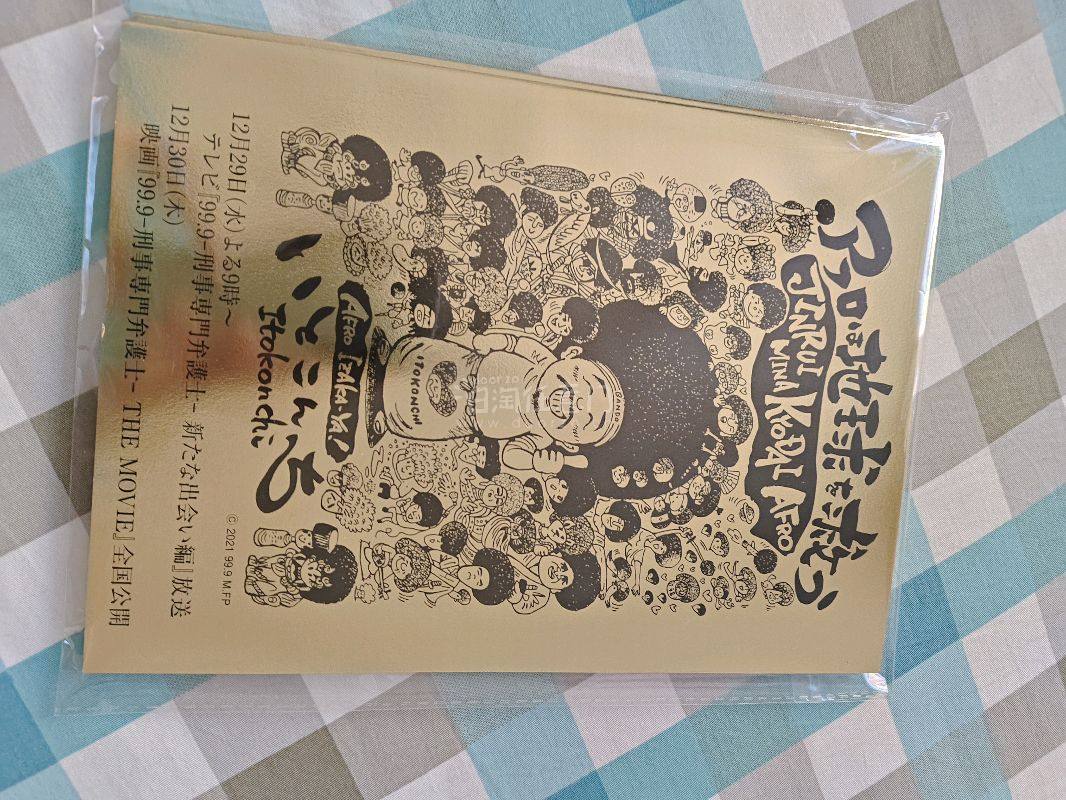 アフロは地球を救う
JINRUI
MINA KYODAI AFRO
BANDO
ITOKONCHI
AFRO IZAKA-YA!
いとこんち
Itokonchi
© 2021 99.9 M.FP
12月29日(水)よる9時～
テレビ『99.9-刑事専門弁護士- 新たな出会い編』放送
12月30日(木)
映画『99.9-刑事専門弁護士- THE MOVIE』全国公開